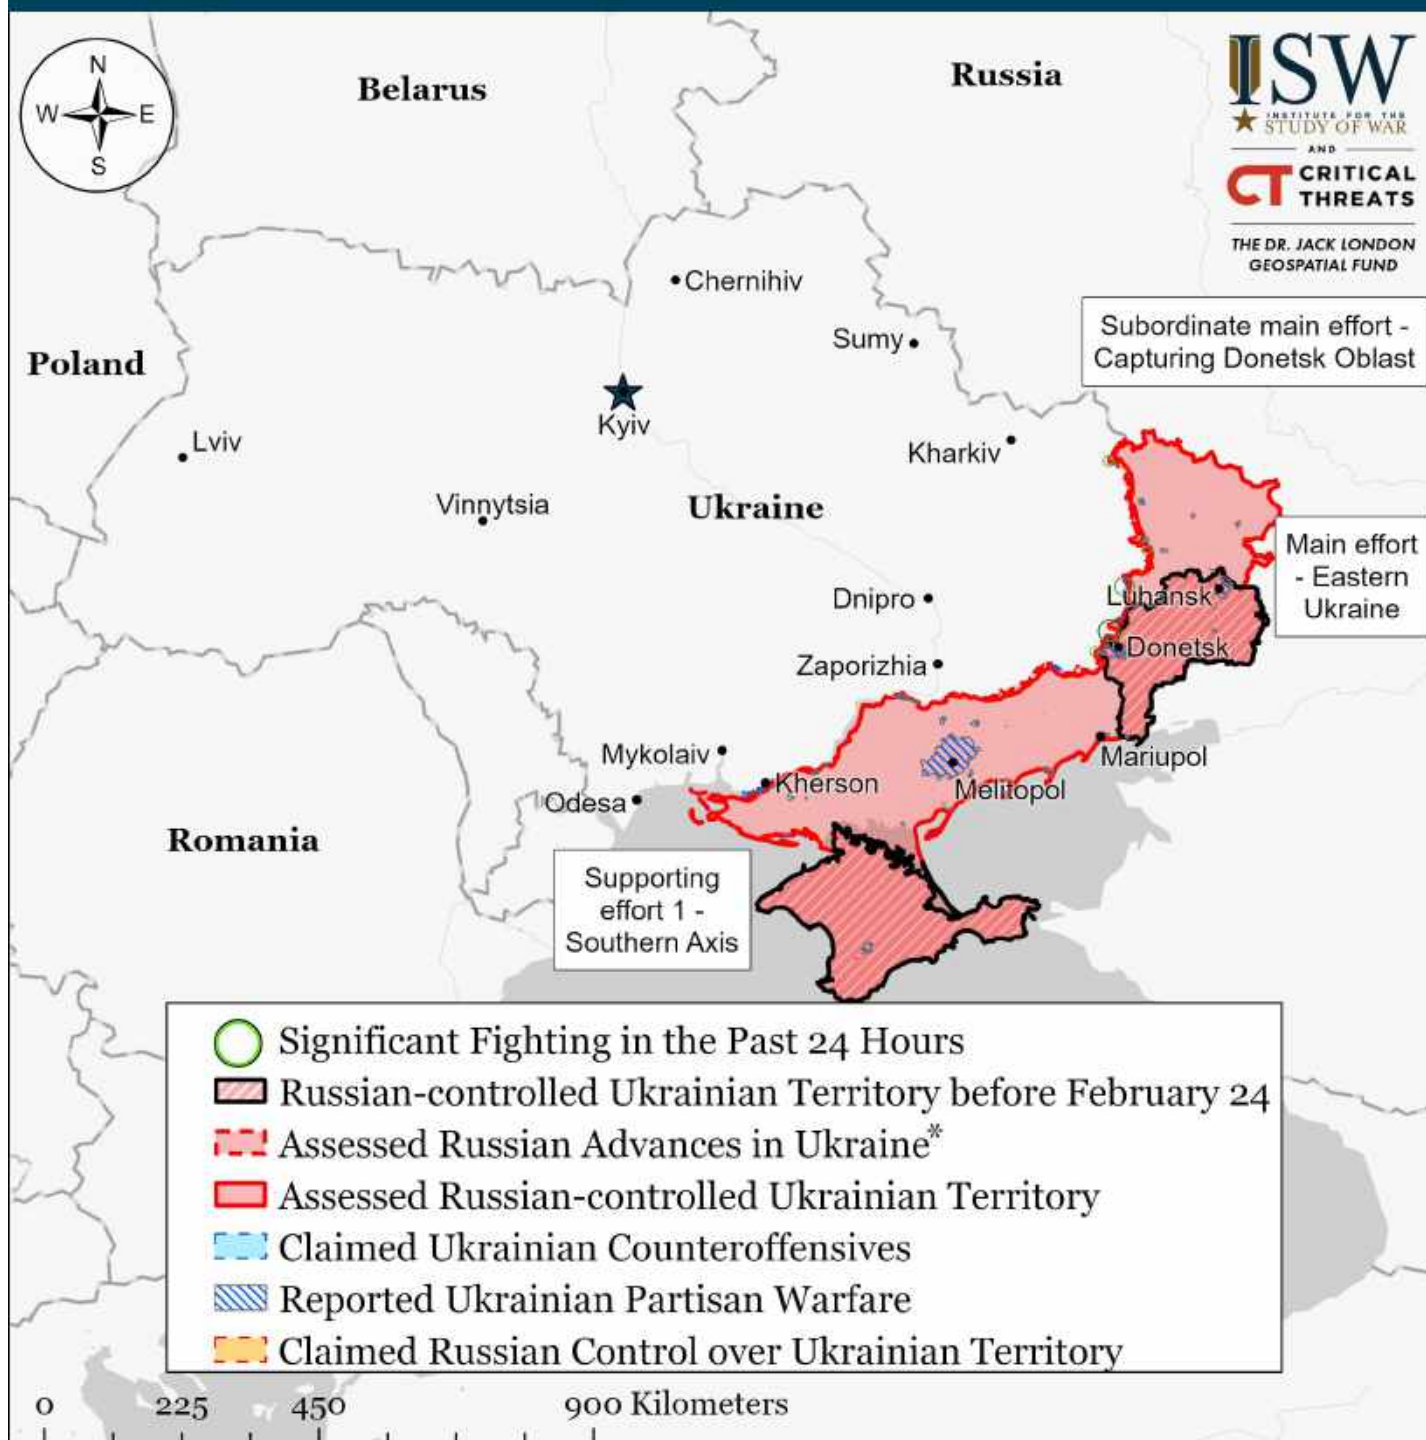 N
W E
S
Belarus
Russia
ISW
INSTITUTE FOR THE
STUDY OF WAR
AND
CT CRITICAL
THREATS
THE DR. JACK LONDON
GEOSPATIAL FUND
Chernihiv
Sumy
Subordinate main effort -
Capturing Donetsk Oblast
Poland
Kyiv
Lviv
Kharkiv
Vinnytsia
Ukraine
Main effort
- Eastern
Ukraine
Dnipro
Luhansk
Donetsk
Zaporizhia
Mykolaiv
Mariupol
Kherson
Melitopol
Odesa
Romania
Supporting
effort 1 -
Southern Axis
Significant Fighting in the Past 24 Hours
Russian-controlled Ukrainian Territory before February 24
Assessed Russian Advances in Ukraine*
Assessed Russian-controlled Ukrainian Territory
Claimed Ukrainian Counteroffensives
Reported Ukrainian Partisan Warfare
Claimed Russian Control over Ukrainian Territory
0 225 450 900 Kilometers